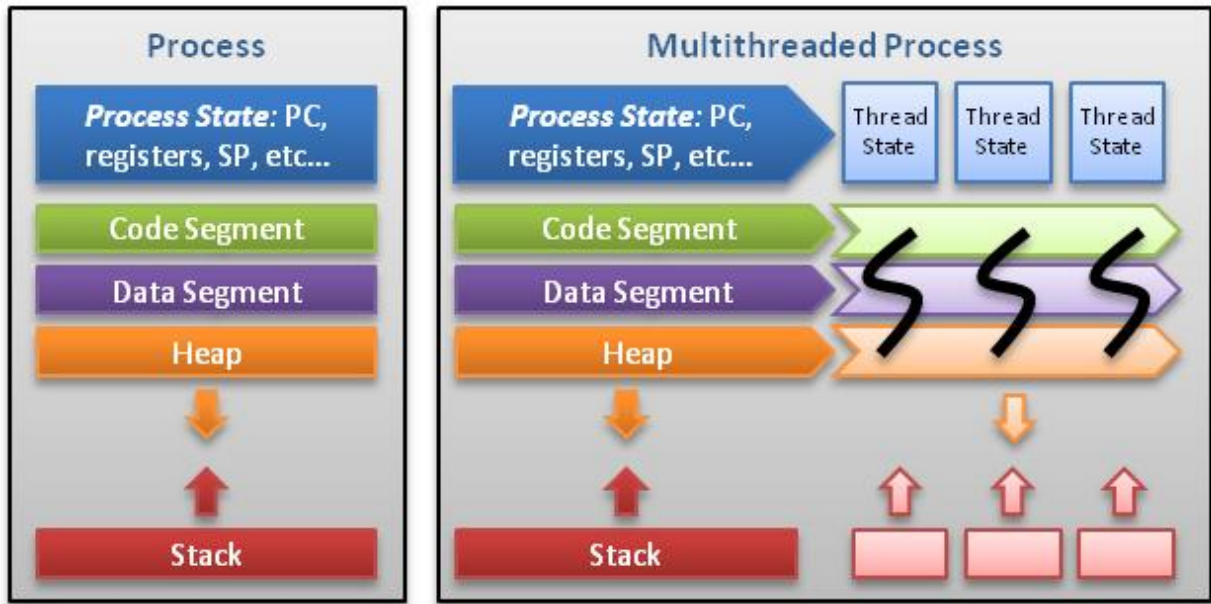 Process
Process State: PC,
registers, SP, etc...
Code Segment
Data Segment
Heap
Stack
Multithreaded Process
Process State: PC,
registers, SP, etc...
Thread
State
Thread
State
Thread
State
Code Segment
Data Segment
Heap
Stack